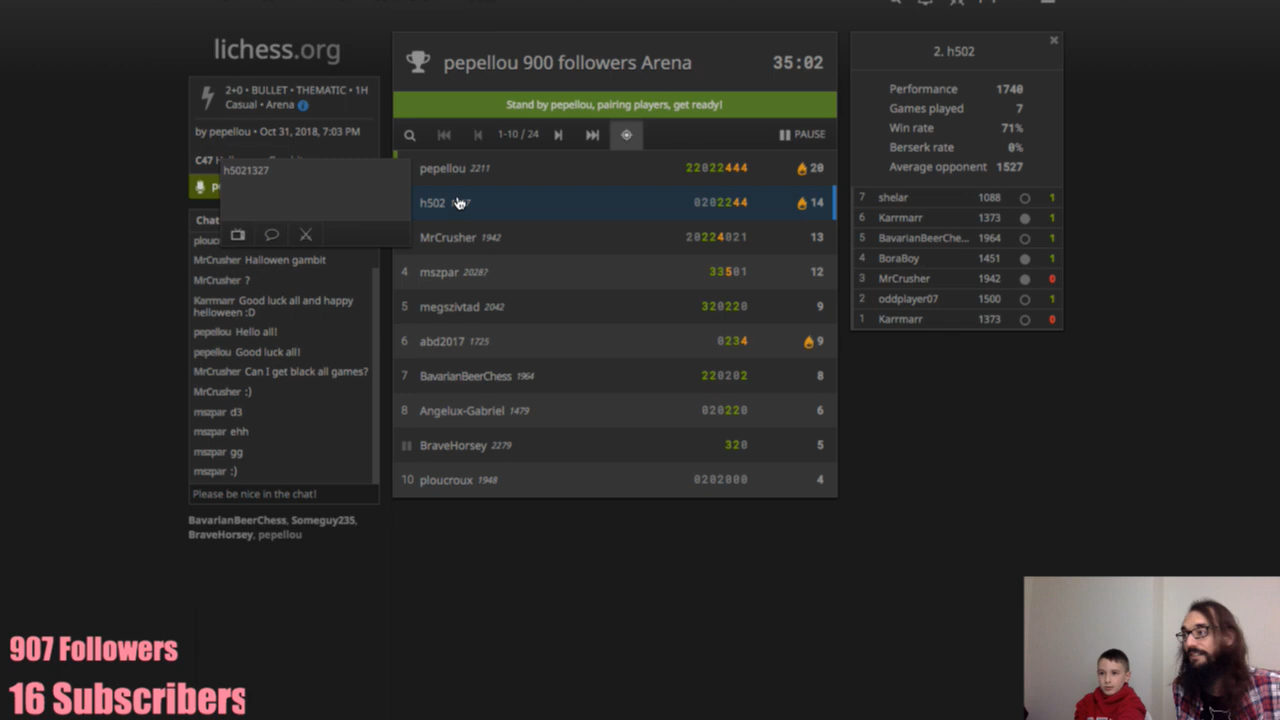 lichess.org
2+0 • BULLET • THEMATIC • 1H
Casual • Arena
by pepellou • Oct 31, 2018, 7:03 PM
C47
h5021327
Chat
MrCrusher Hallowen gambit
MrCrusher ?
Karrmarr Good luck all and happy
helloween :D
pepellou Hello all!
pepellou Good luck all!
MrCrusher Can I get black all games?
MrCrusher :)
mszpar d3
mszpar ehh
mszpar gg
mszpar :)
Please be nice in the chat!
BavarianBeerChess, Someguy235,
BraveHorsey, pepellou
pepellou 900 followers Arena 35:02
Stand by pepellou, pairing players, get ready!
1-10 / 24 PAUSE
pepellou 2211 22022444 20
h502 0202244 14
MrCrusher 1942 20224021 13
4 mszpar 2028? 33501 12
5 megszivtad 2042 320220 9
6 abd2017 1725 0234 9
7 BavarianBeerChess 1964 220202 8
8 Angelux-Gabriel 1479 020220 6
BraveHorsey 2279 320 5
10 ploucroux 1948 0202000 4
2. h502
Performance 1740
Games played 7
Win rate 71%
Berserk rate 0%
Average opponent 1527
7 shelar 1088 1
6 Karrmarr 1373 1
5 BavarianBeerChe... 1964 1
4 BoraBoy 1451 1
3 MrCrusher 1942 0
2 oddplayer07 1500 1
1 Karrmarr 1373 0
907 Followers
16 Subscribers